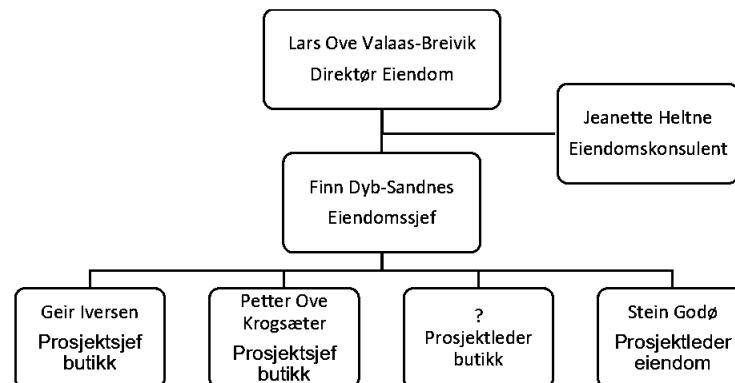 Lars Ove Valaas-Breivik
Direktør Eiendom
Jeanette Heltne
Eiendomskonsulent
Finn Dyb-Sandnes
Eiendomssjef
Geir Iversen
Prosjektsjef
butikk
Petter Ove
Krogsæter
Prosjektsjef
butikk
?
Prosjektleder
butikk
Stein Godø
Prosjektleder
eiendom